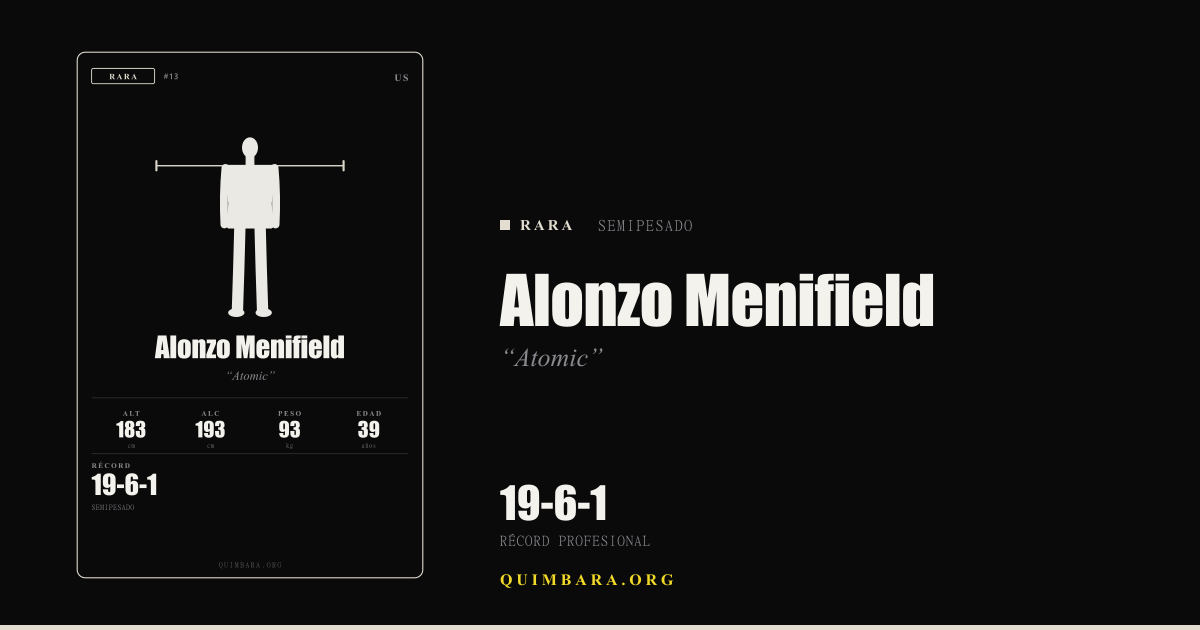 RARA #13 US
Alonzo Menifield
“Atomic”
ALT ALC PESO EDAD
183 193 93 39
cm cm kg años
RÉCORD
19-6-1
SEMIPESADO
QUIMBARA.ORG
RARA SEMIPESADO
Alonzo Menifield
“Atomic”
19-6-1
RÉCORD PROFESIONAL
QUIMBARA.ORG